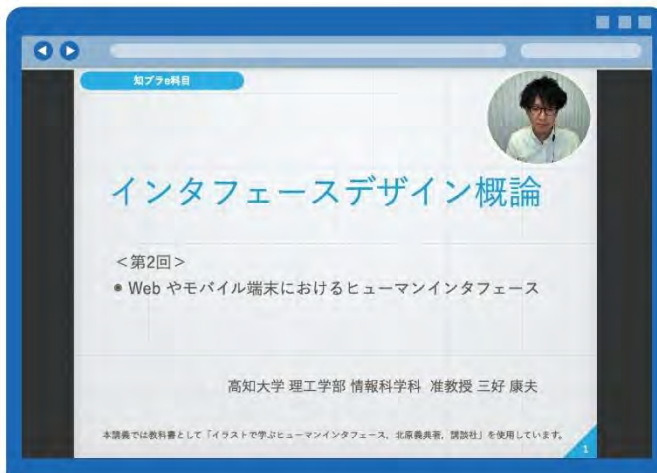 知プラe科目
インタフェースデザイン概論
＜第2回＞
● Web やモバイル端末におけるヒューマンインタフェース
高知大学 理工学部 情報科学科 准教授 三好 康夫
本講義では教科書として「イラストで学ぶヒューマンインタフェース、北原義典著、講談社」を使用しています。
1